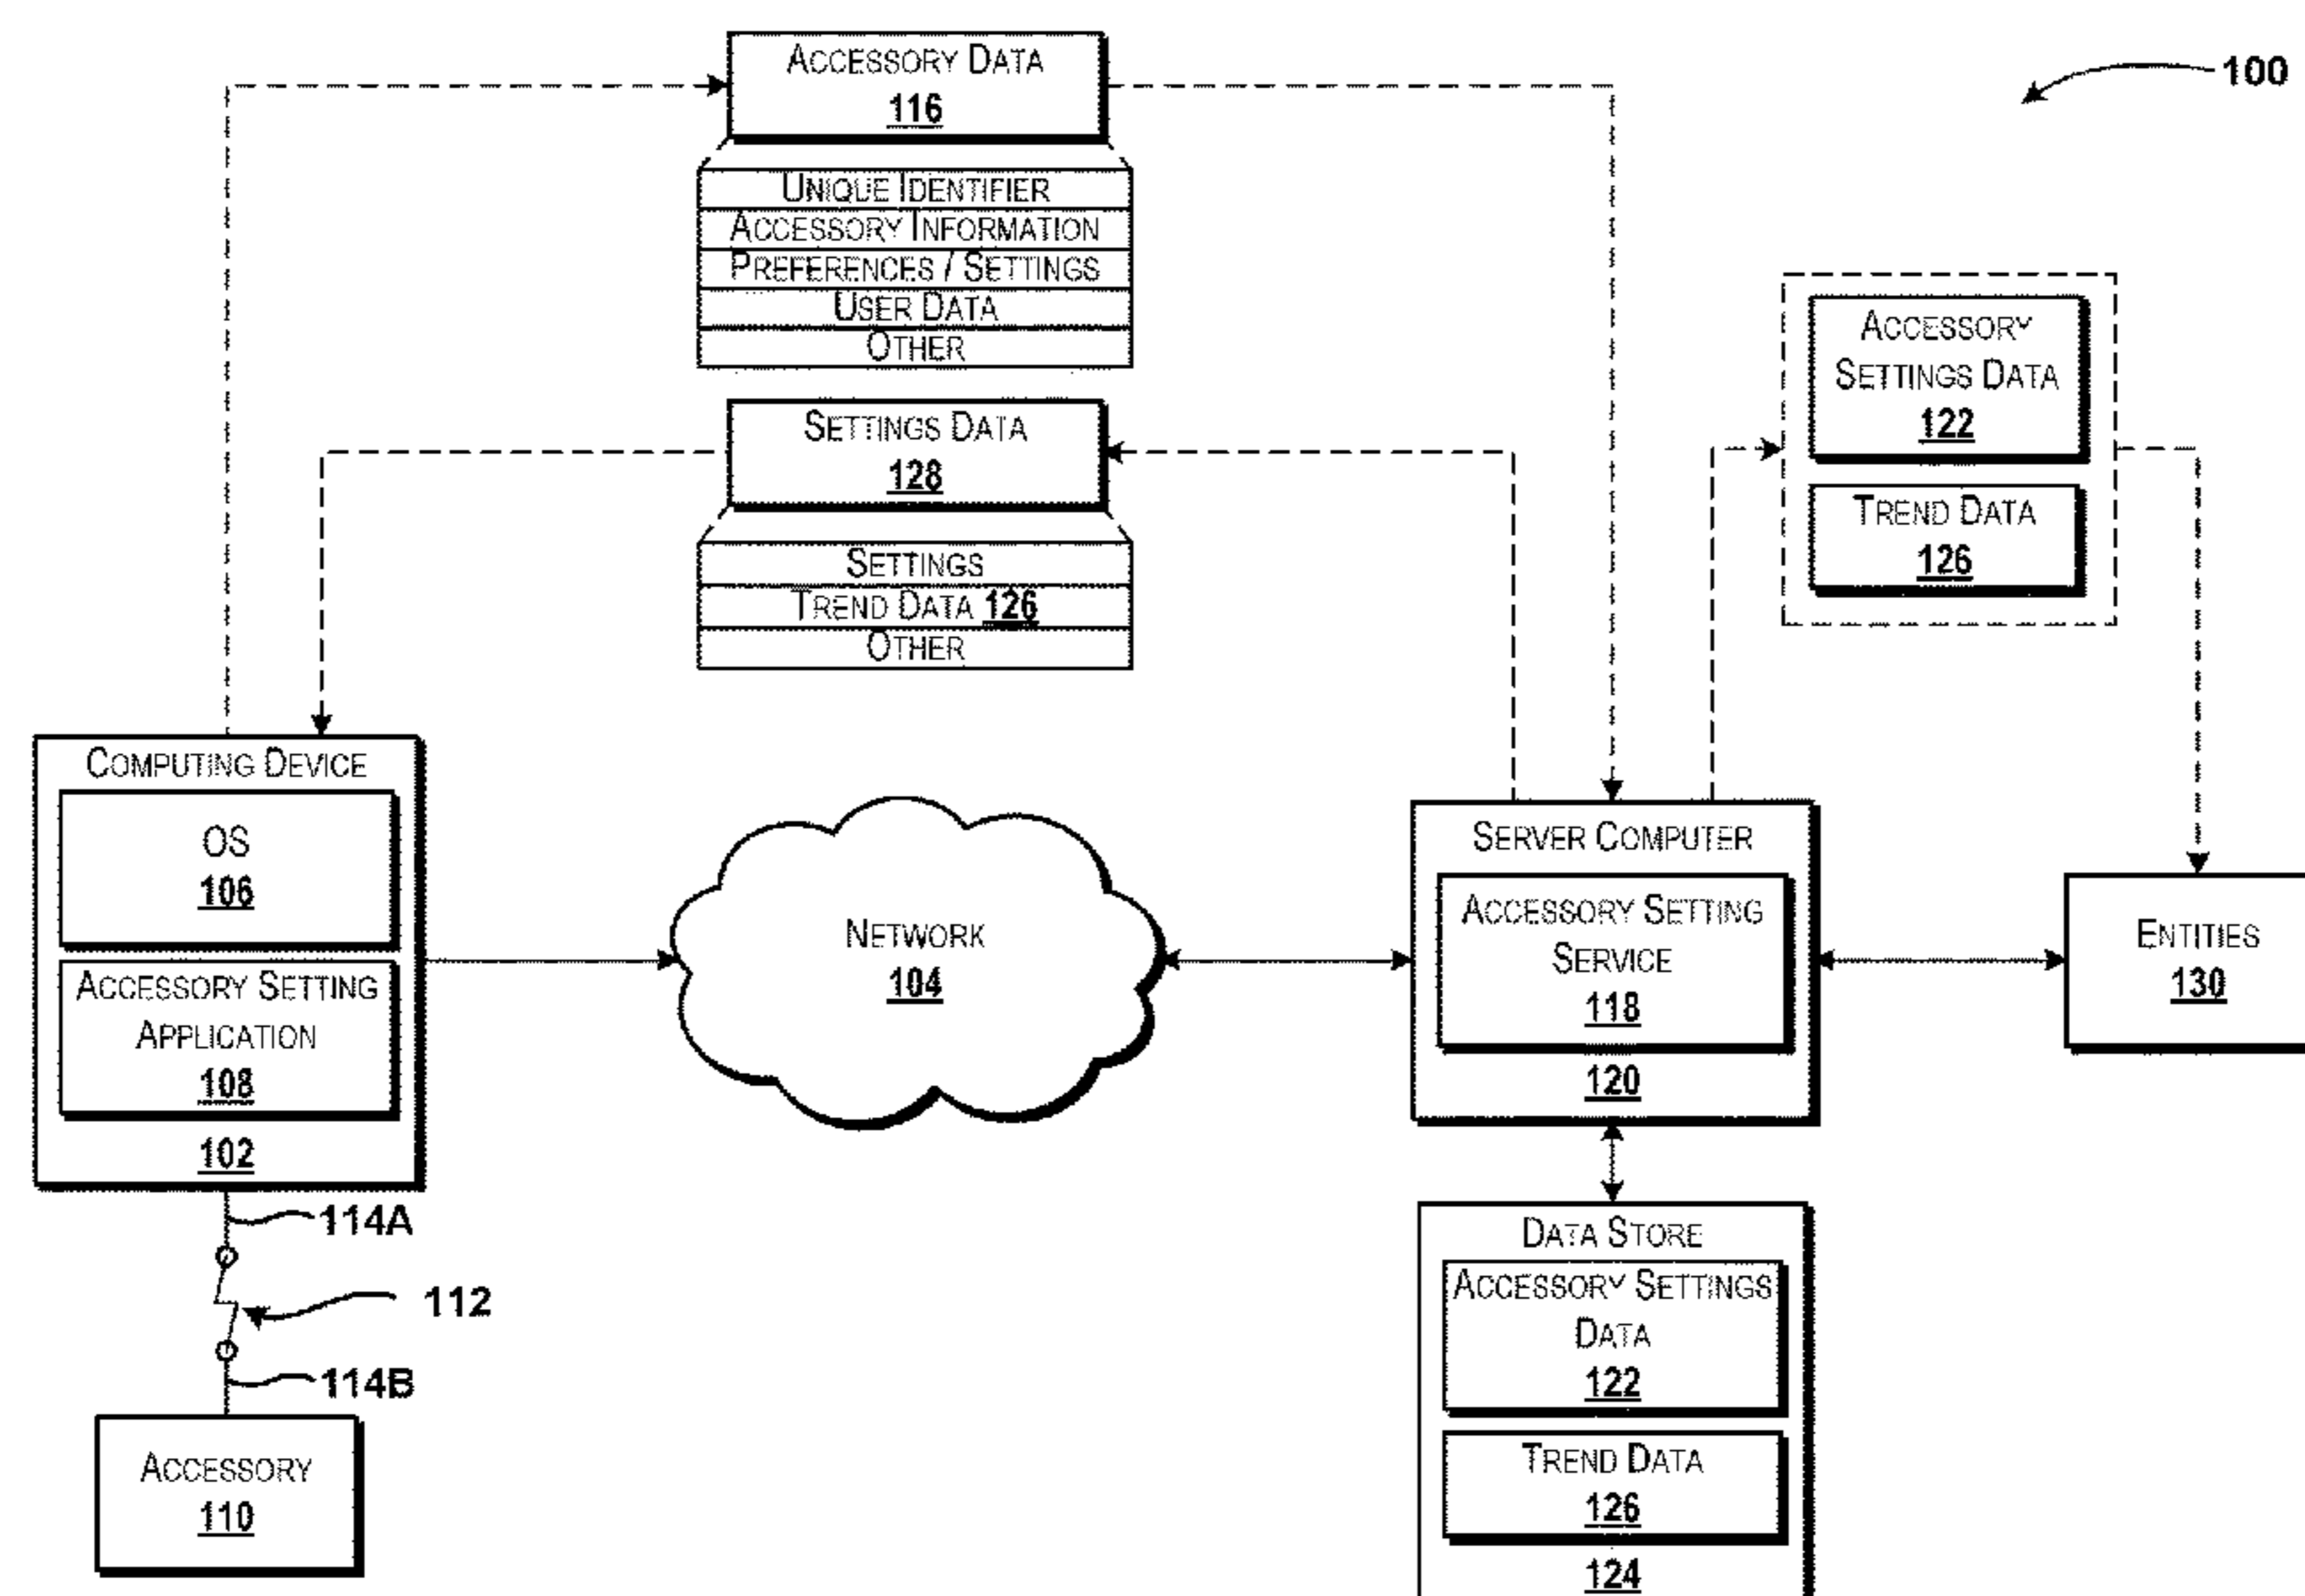 ACCESSORY DATA
116
100
UNIQUE IDENTIFIER
ACCESSORY INFORMATION
PREFERENCES / SETTINGS
USER DATA
OTHER
SETTINGS DATA
128
SETTINGS
TREND DATA 126
OTHER
ACCESSORY
SETTINGS DATA
122
TREND DATA
126
COMPUTING DEVICE
OS
106
ACCESSORY SETTING
APPLICATION
108
102
NETWORK
104
SERVER COMPUTER
ACCESSORY SETTING
SERVICE
118
120
ENTITIES
130
114A
112
114B
ACCESSORY
110
DATA STORE
ACCESSORY SETTINGS
DATA
122
TREND DATA
126
124